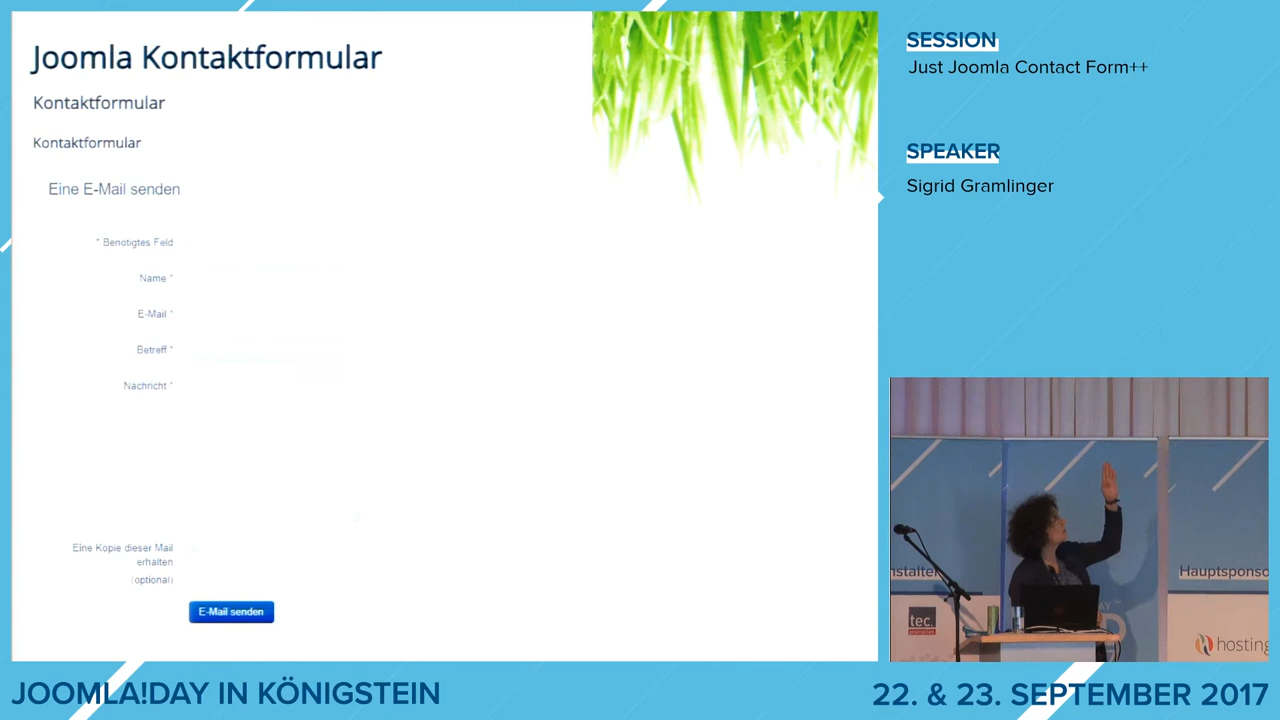 Joomla Kontaktformular
Kontaktformular
Kontaktformular
Eine E-Mail senden
* Benötigtes Feld
Name *
E-Mail *
Betreff *
Nachricht *
Eine Kopie dieser Mail
erhalten
(optional)
E-Mail senden
SESSION
Just Joomla Contact Form++
SPEAKER
Sigrid Gramlinger
nstalter
Hauptsponso
tec.
hosting
JOOMLA!DAY IN KÖNIGSTEIN
22. & 23. SEPTEMBER 2017